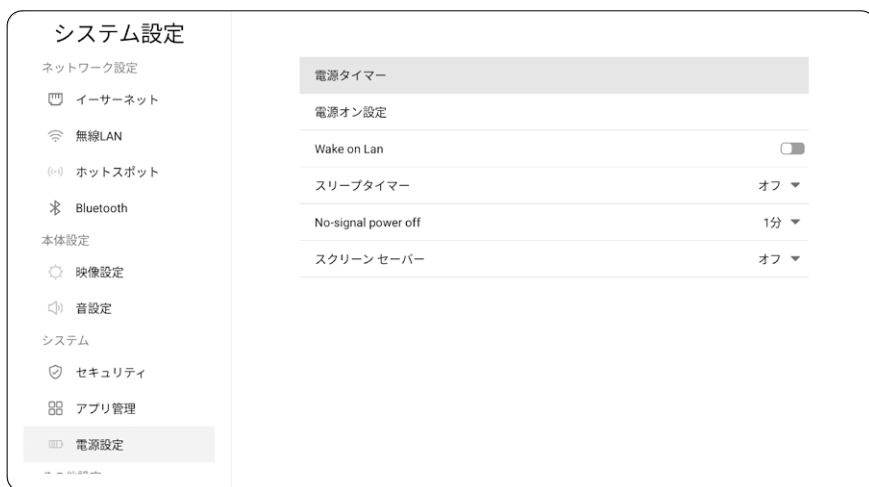 システム設定
ネットワーク設定
イーサーネット
無線LAN
ホットスポット
Bluetooth
本体設定
映像設定
音設定
システム
セキュリティ
アプリ管理
電源設定
電源タイマー
電源オン設定
Wake on Lan
スリープタイマー オフ
No-signal power off 1分
スクリーン セーバー オフ